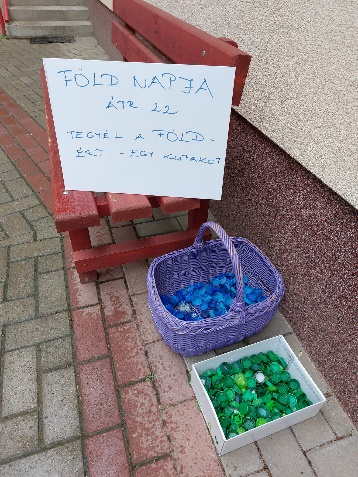 FÖLD NAPJA
ÁPR 22
TEGYÉL A FÖLD-
ÉRT - EGY KUPAKOT